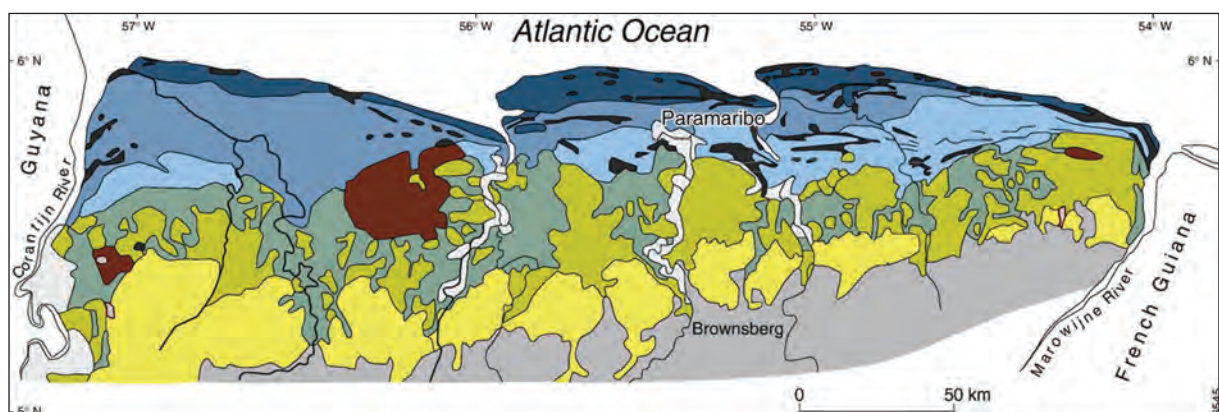 57° W
56° W
55° W
54° W
Atlantic Ocean
6° N
6° N
Guyana
Paramaribo
Corantijn River
Brownsberg
Marowijne River
French Guiana
0
50 km
5° N
545